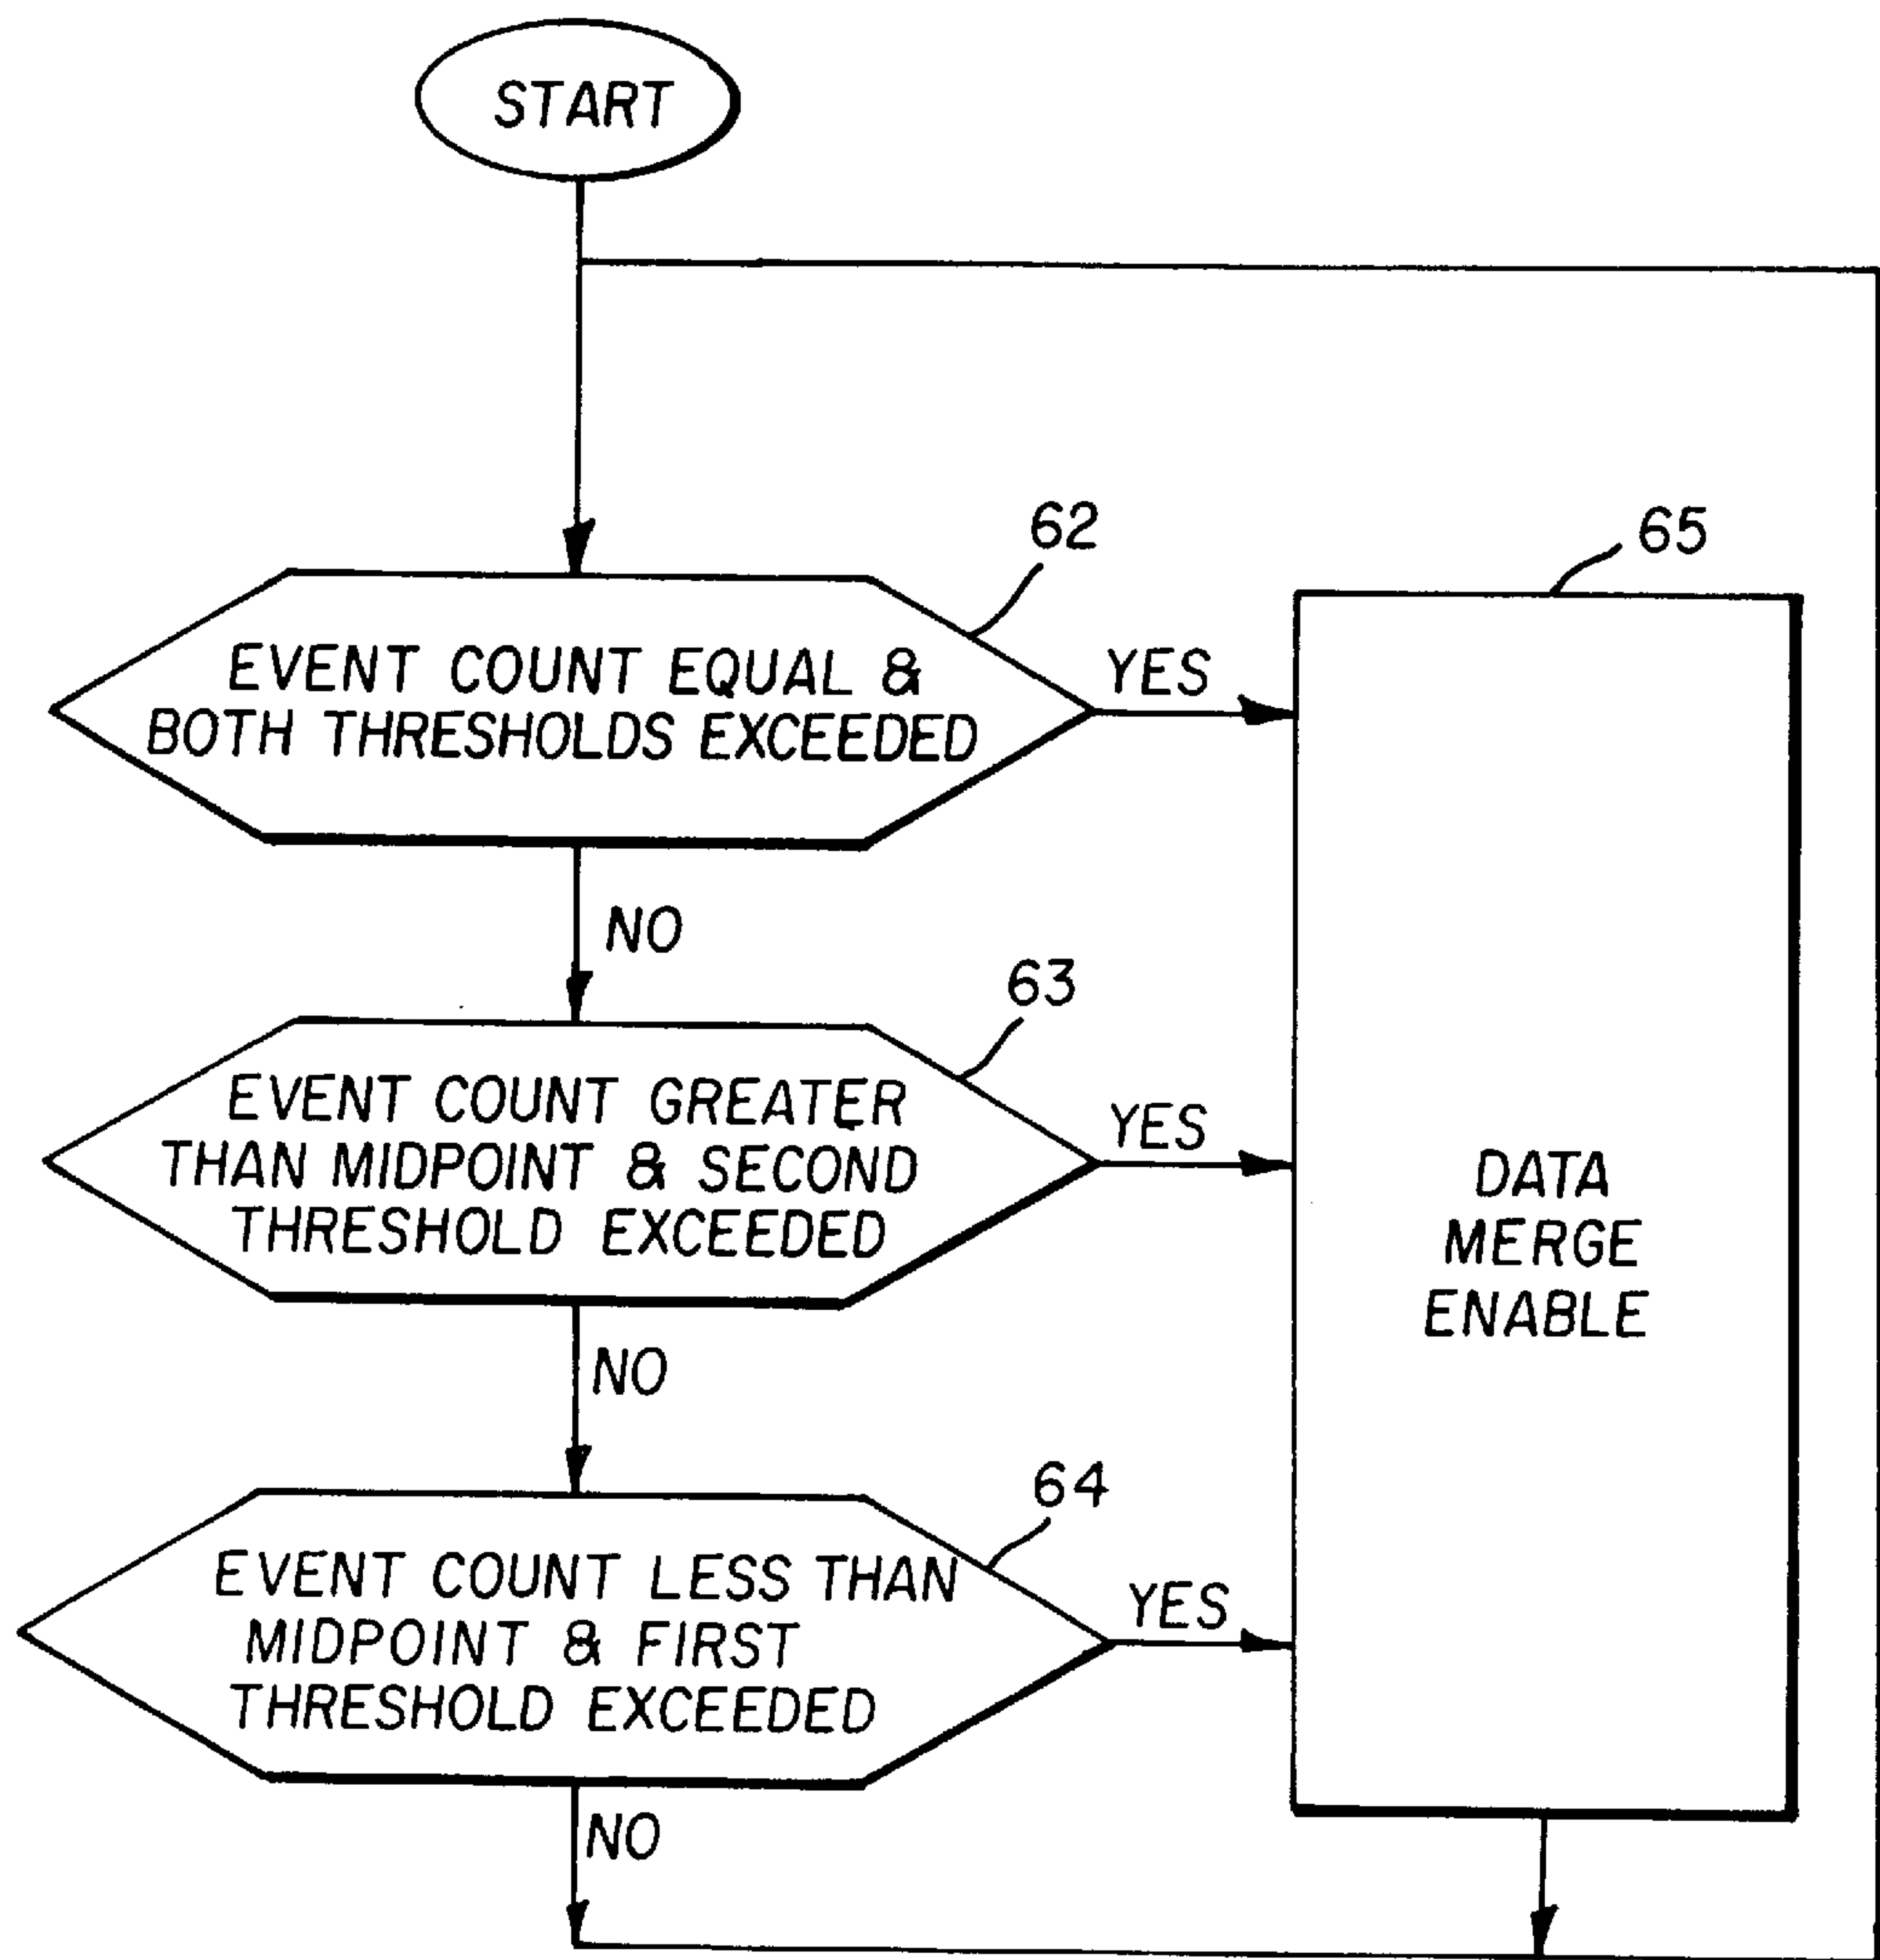 START
62
65
EVENT COUNT EQUAL &
BOTH THRESHOLDS EXCEEDED
YES
NO
63
EVENT COUNT GREATER
THAN MIDPOINT & SECOND
THRESHOLD EXCEEDED
YES
DATA
MERGE
ENABLE
NO
64
EVENT COUNT LESS THAN
MIDPOINT & FIRST
THRESHOLD EXCEEDED
YES
NO